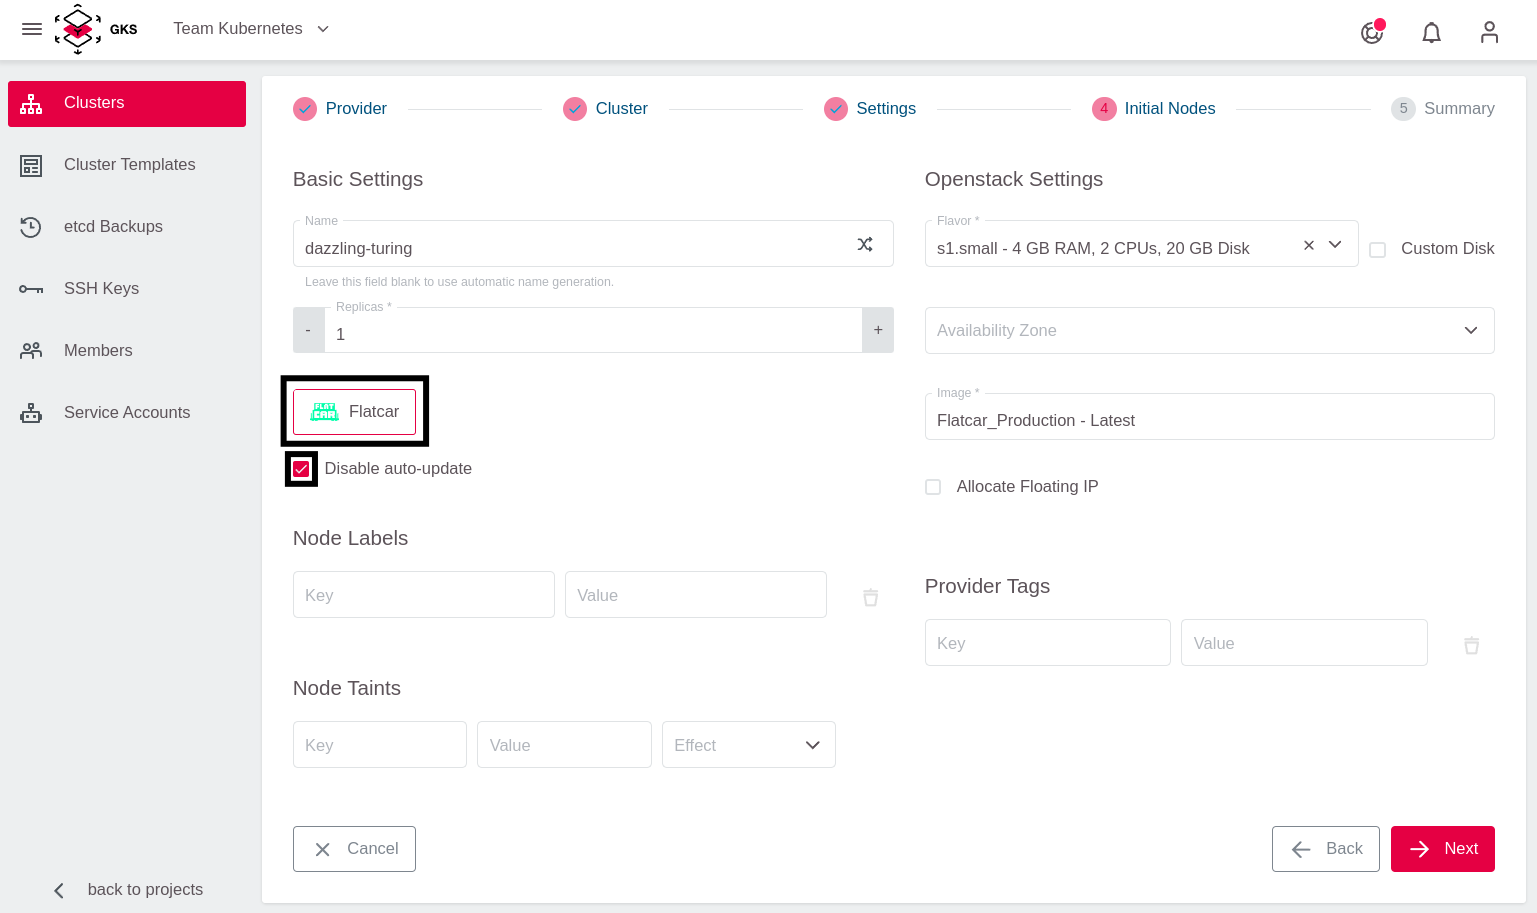 GKS
Team Kubernetes
Clusters
Cluster Templates
etcd Backups
SSH Keys
Members
Service Accounts
back to projects
Provider
Cluster
Settings
4 Initial Nodes
5 Summary
Basic Settings
Name
dazzling-turing
Leave this field blank to use automatic name generation.
Replicas *
- 1 +
FLAT CAR Flatcar
Disable auto-update
Node Labels
Key Value
Node Taints
Key Value Effect
Openstack Settings
Flavor *
s1.small - 4 GB RAM, 2 CPUs, 20 GB Disk
Custom Disk
Availability Zone
Image *
Flatcar_Production - Latest
Allocate Floating IP
Provider Tags
Key Value
Cancel
Back
Next